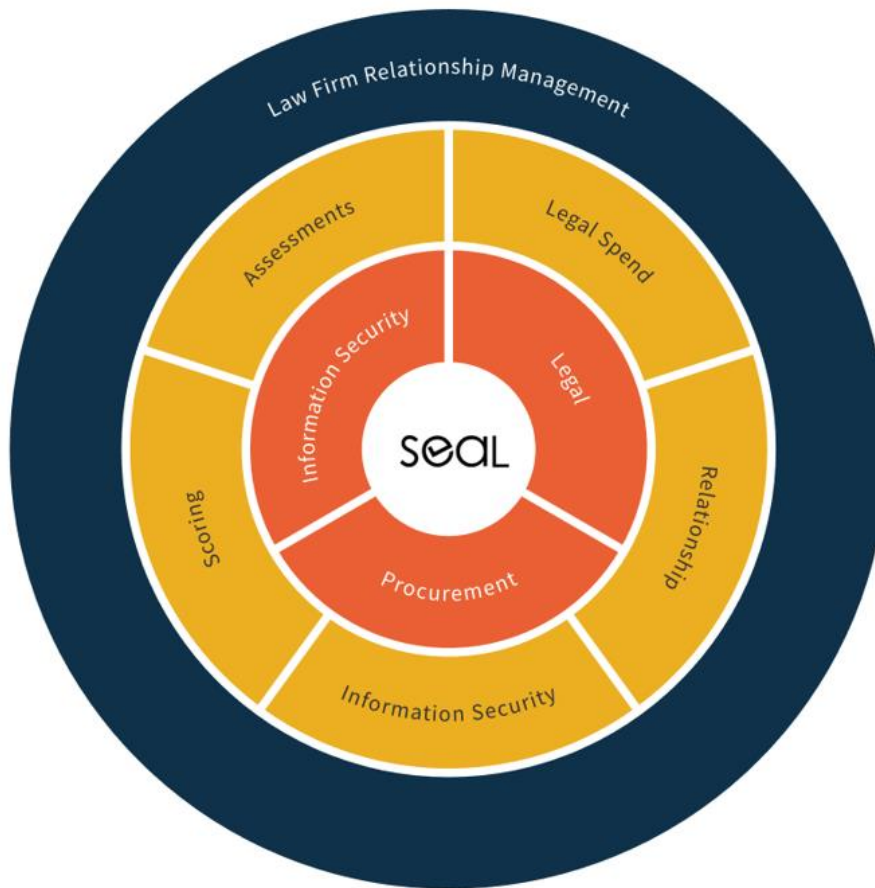 Law Firm Relationship Management
Assessments
Legal Spend
Information Security
Legal
SeaL
Scoring
Relationship
Procurement
Information Security